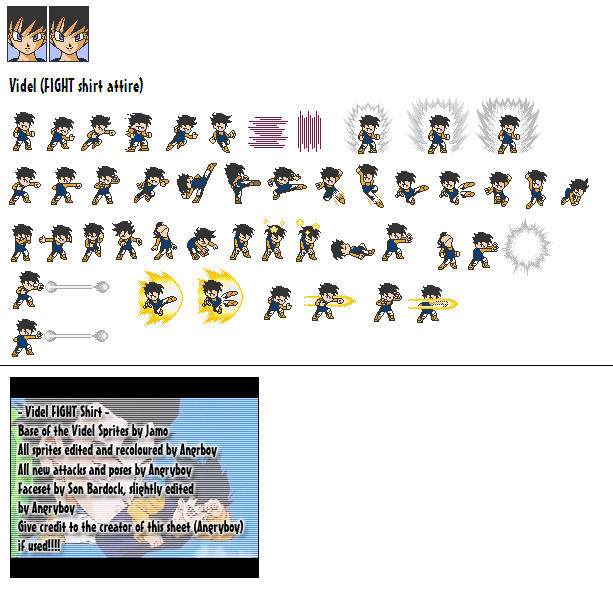 Videl (FIGHT shirt attire)
- Videl FIGHT Shirt -
Base of the Videl Sprites by Jamo
All sprites edited and recoloured by Angrboy
All new attacks and poses by Angryboy
Faceset by Son Bardock, slightly edited
by Angryboy
Give credit to the creator of this sheet (Angryboy)
if used!!!!